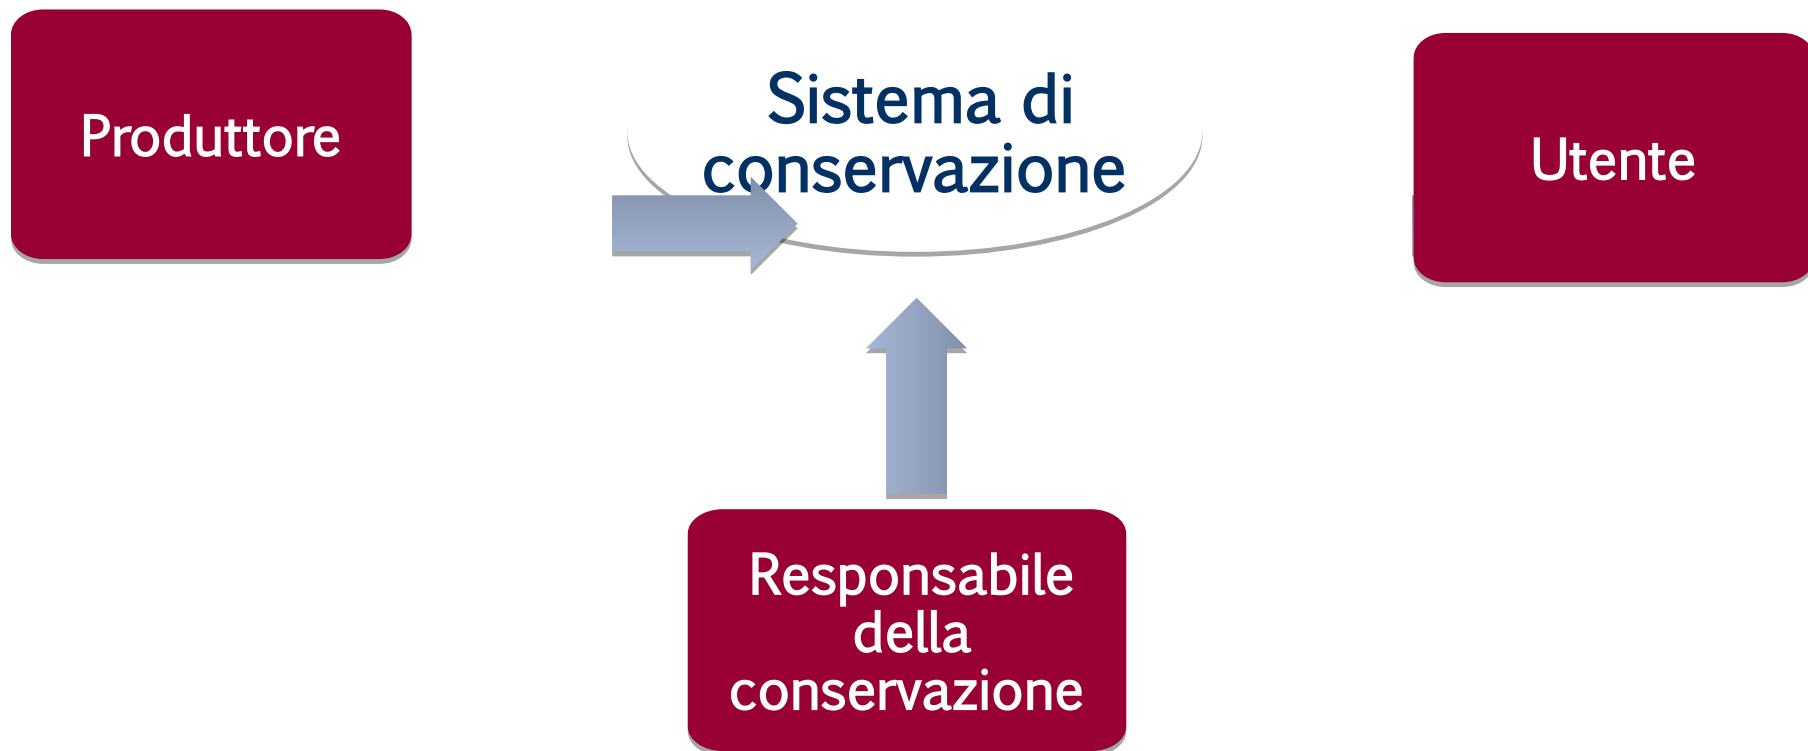 Produttore
Sistema di
conservazione
Utente
Responsabile
della
conservazione